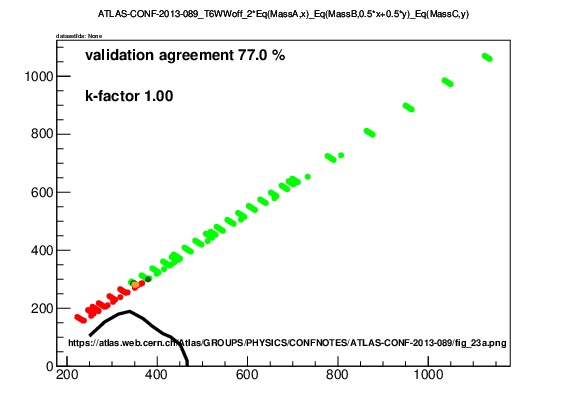 ATLAS-CONF-2013-089_T6WWoff_2*Eq(MassA,x)_Eq(MassB,0.5*x+0.5*y)_Eq(MassC,y)
datasetIds: None
validation agreement 77.0 %
k-factor 1.00
1000
800
600
400
200
0
https://atlas.web.cern.ch/Atlas/GROUPS/PHYSICS/CONFNOTES/ATLAS-CONF-2013-089/fig_23a.png
200 400 600 800 1000